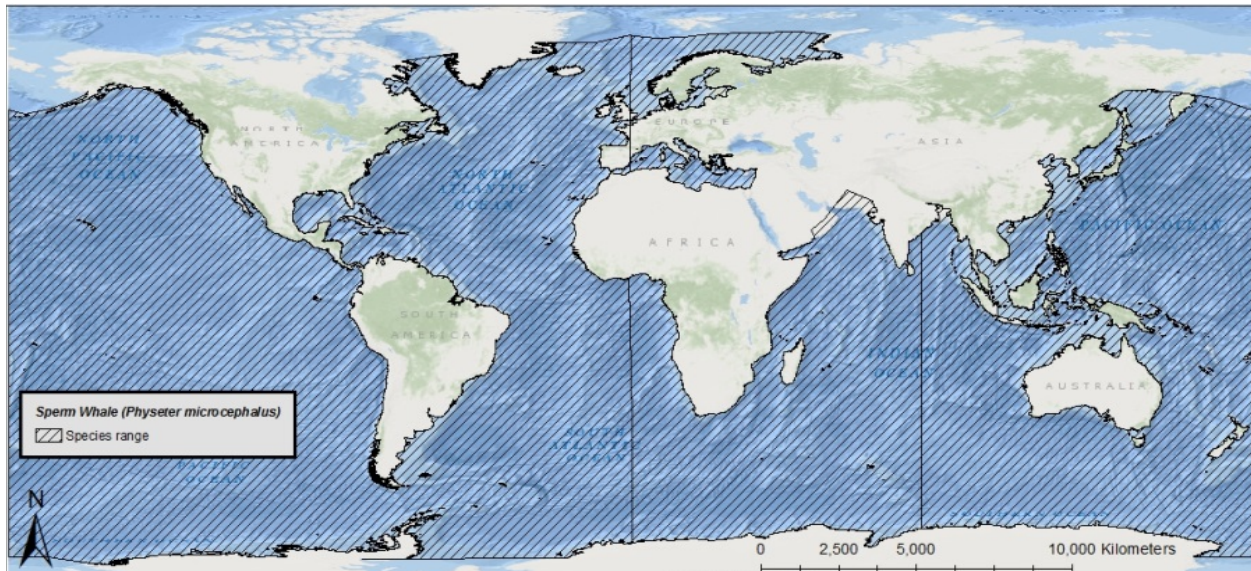 NORTH
PACIFIC
OCEAN
NORTH
AMERICA
NORTH
ATLANTIC
OCEAN
EUROPE
ASIA
PACIFIC OCEAN
AFRICA
SOUTH
AMERICA
INDIAN
OCEAN
AUSTRALIA
Sperm Whale (Physeter microcephalus)
Species range
SOUTH
ATLANTIC
OCEAN
PACIFIC
OCEAN
N
0 2,500 5,000 10,000 Kilometers